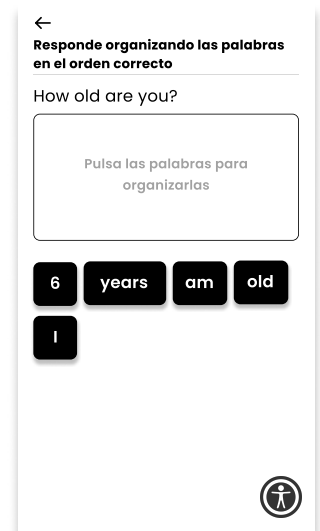 Responde organizando las palabras
en el orden correcto
How old are you?
Pulsa las palabras para
organizarlas
6 years am old
I